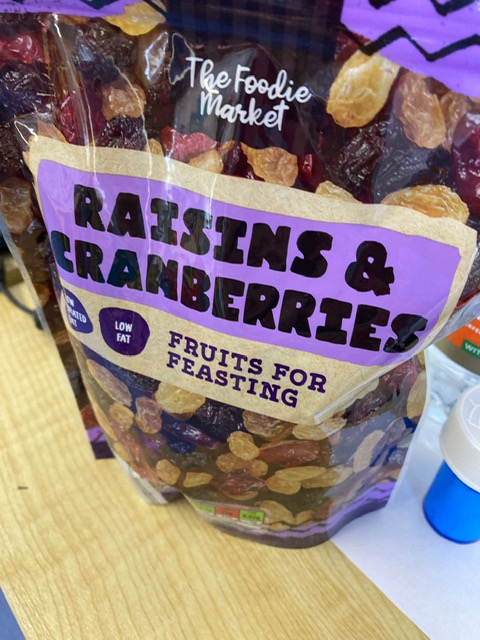 The Foodie
Market
RAISINS &
CRANBERRIES
LOW
FAT
FRUITS FOR
FEASTING